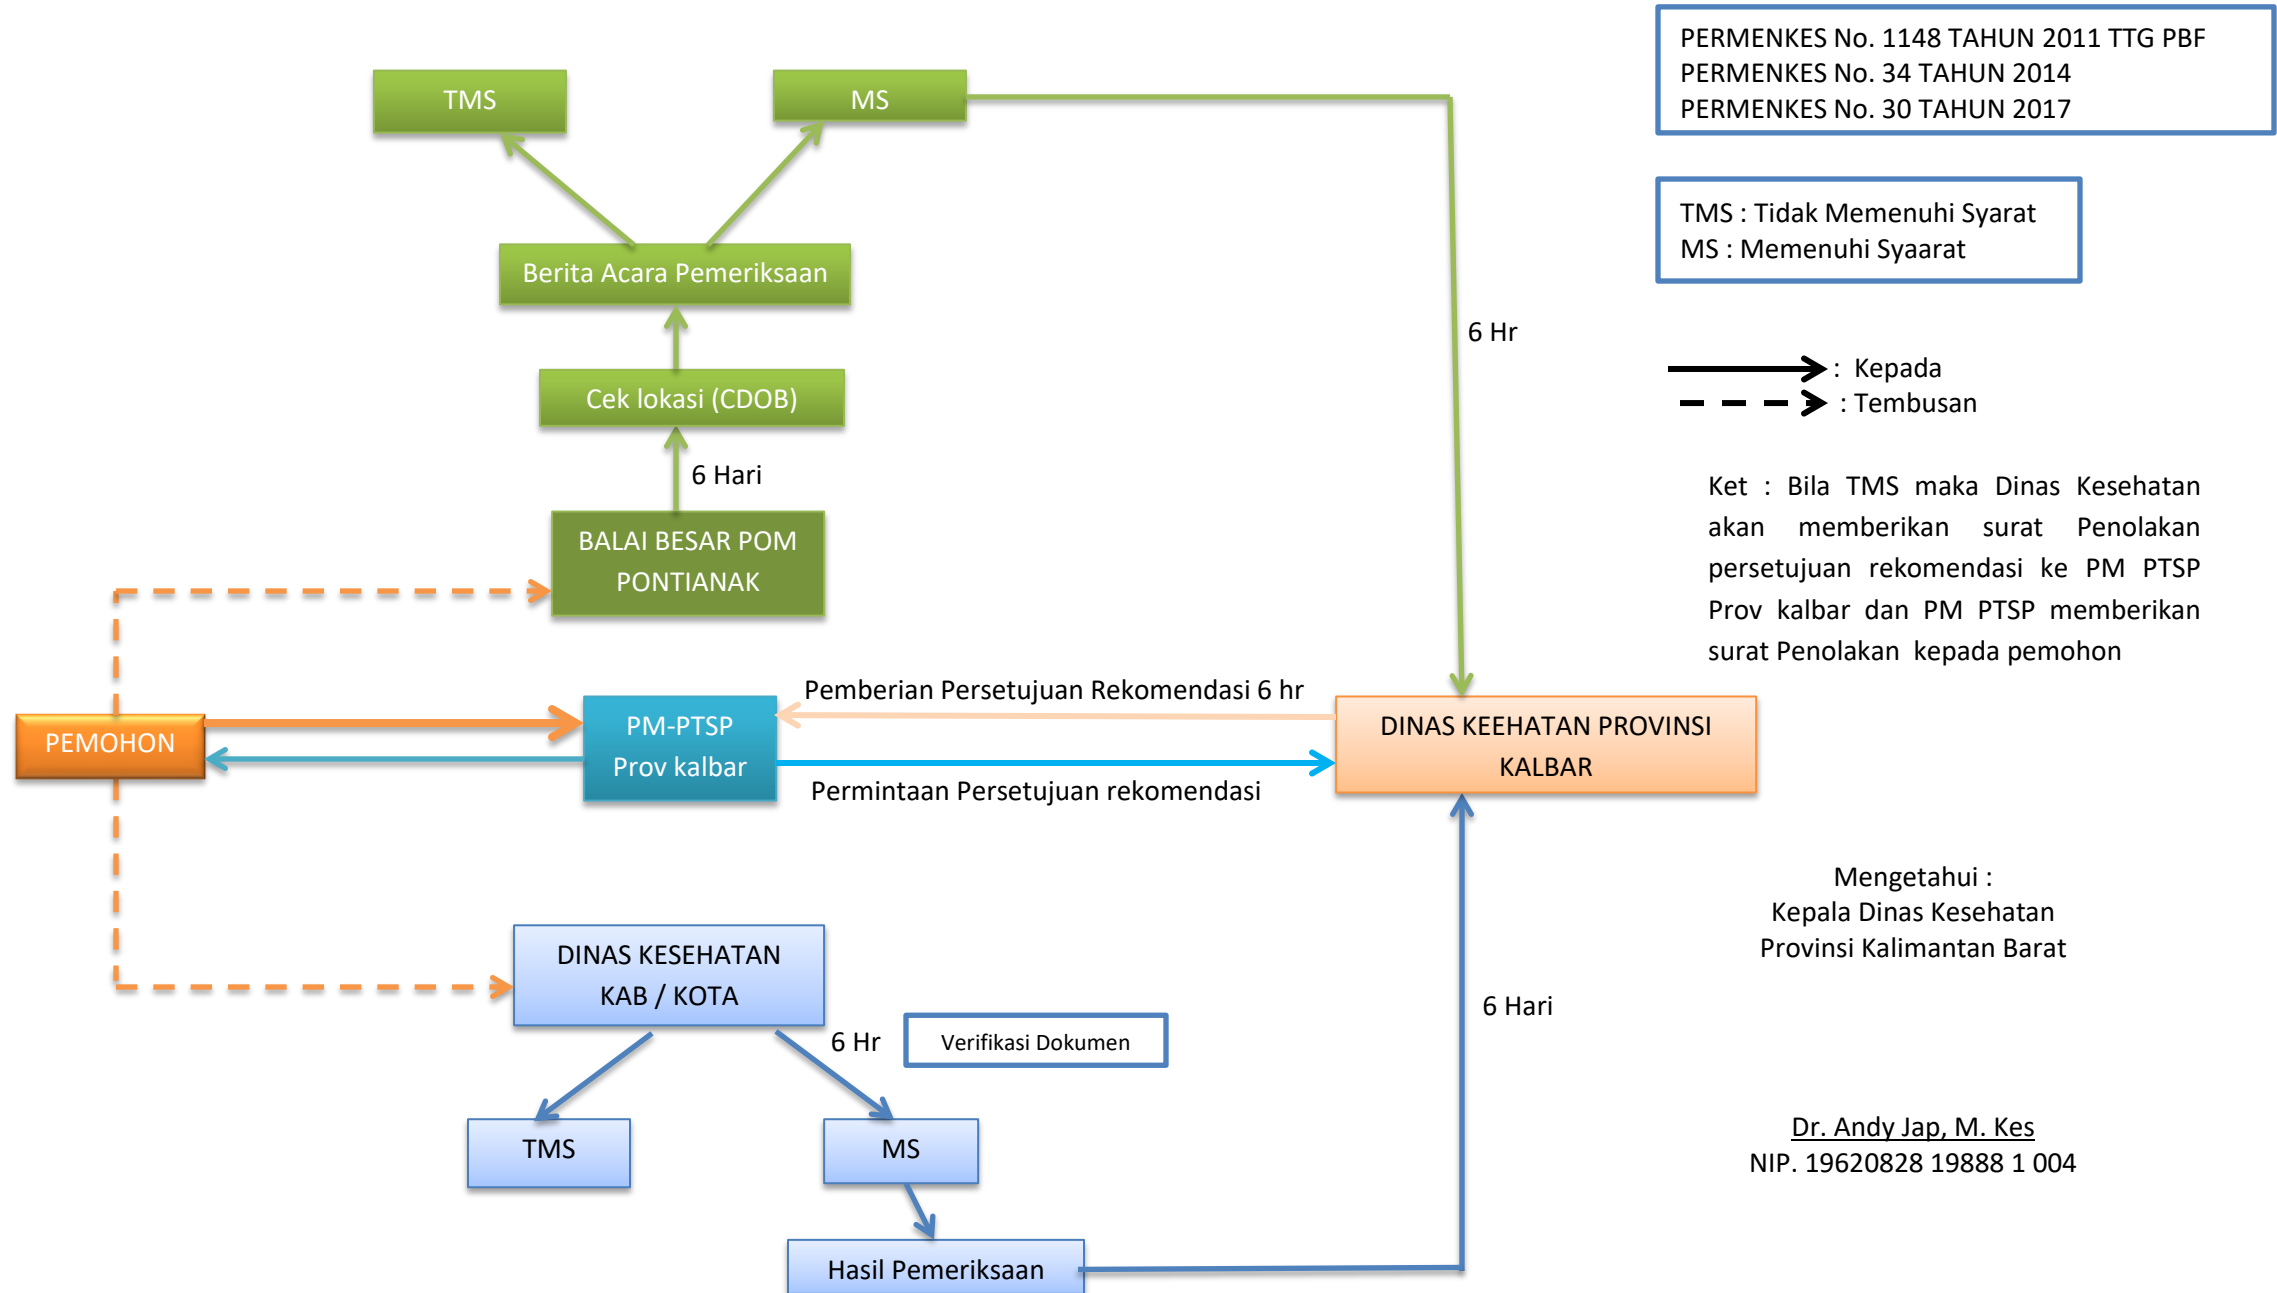 PERMENKES No. 1148 TAHUN 2011 TTG PBF
PERMENKES No. 34 TAHUN 2014
PERMENKES No. 30 TAHUN 2017
TMS
MS
TMS : Tidak Memenuhi Syarat
MS : Memenuhi Syaarat
Berita Acara Pemeriksaan
6 Hr
: Kepada
: Tembusan
Cek lokasi (CDOB)
6 Hari
BALAI BESAR POM
PONTIANAK
Ket : Bila TMS maka Dinas Kesehatan
akan memberikan surat Penolakan
persetujuan rekomendasi ke PM PTSP
Prov kalbar dan PM PTSP memberikan
surat Penolakan kepada pemohon
Pemberian Persetujuan Rekomendasi 6 hr
PEMOHON
PM-PTSP
Prov kalbar
DINAS KEEHATAN PROVINSI
KALBAR
Permintaan Persetujuan rekomendasi
Mengetahui :
Kepala Dinas Kesehatan
Provinsi Kalimantan Barat
DINAS KESEHATAN
KAB / KOTA
6 Hari
6 Hr
Verifikasi Dokumen
TMS
MS
Dr. Andy Jap, M. Kes
NIP. 19620828 19888 1 004
Hasil Pemeriksaan